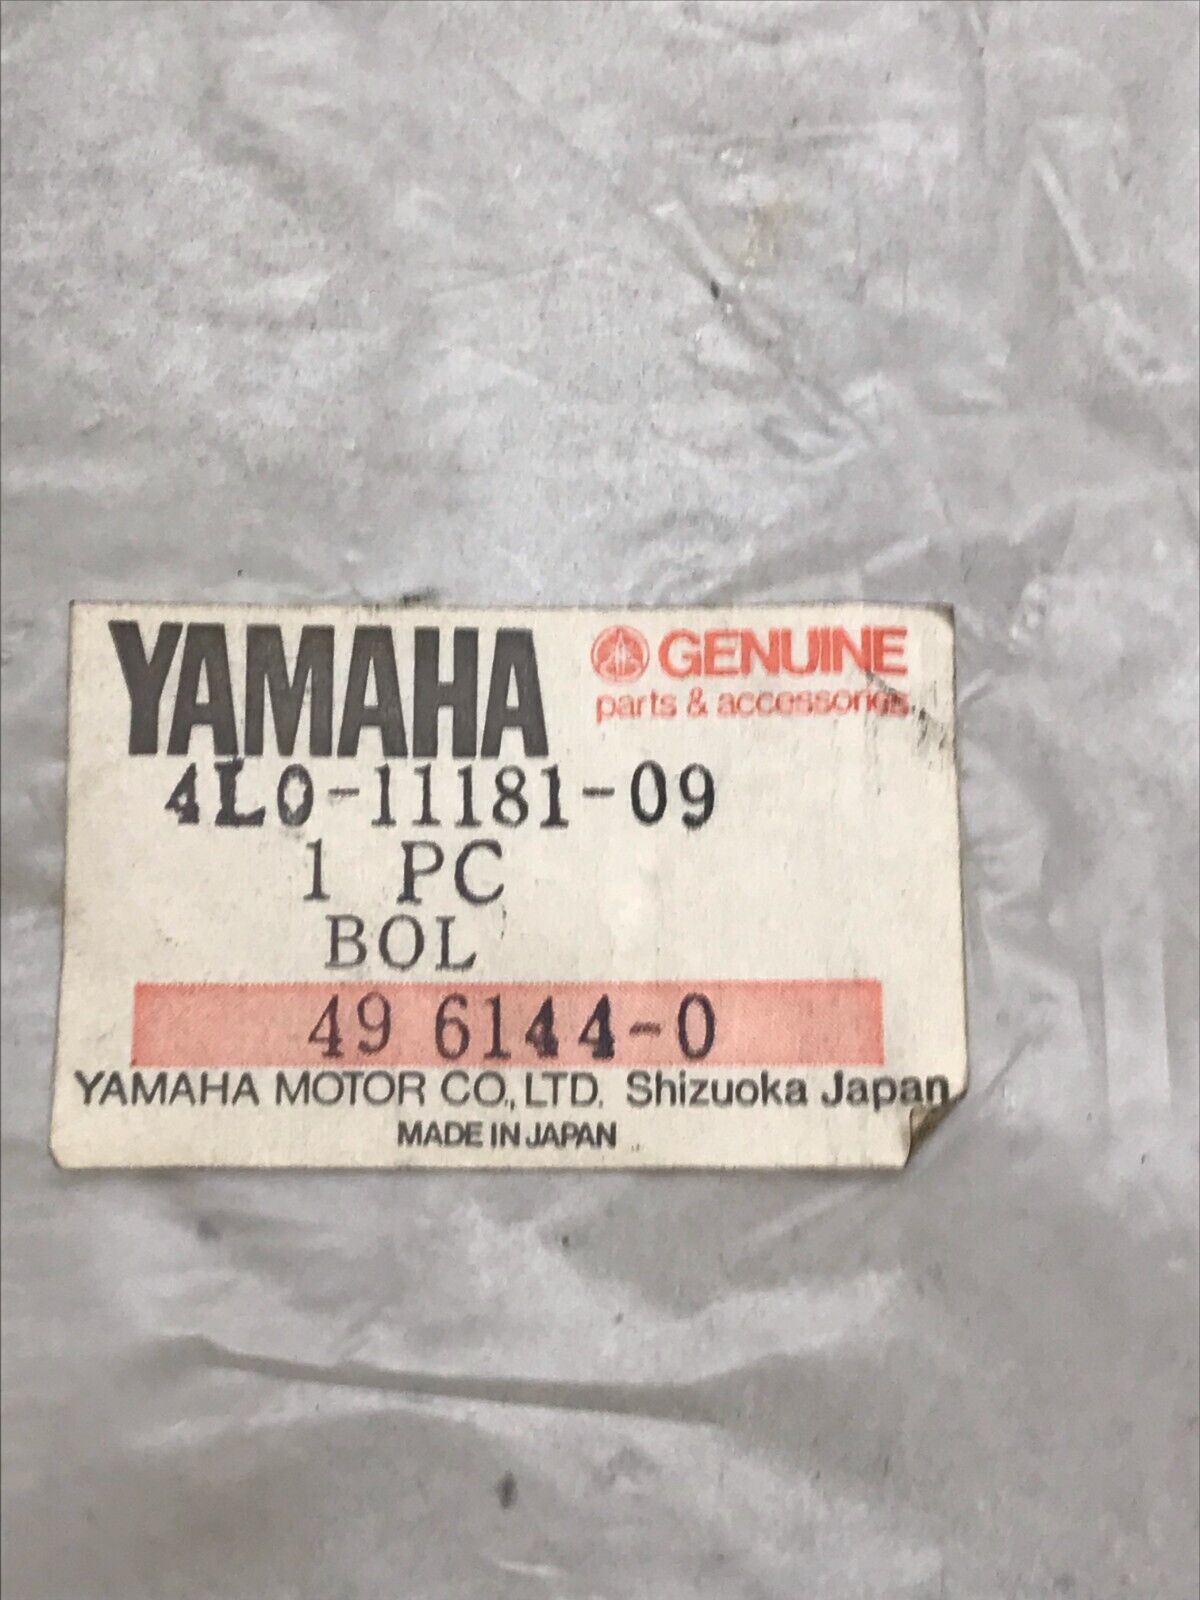 YAMAHA GENUINE
parts & accessories
4L0-11181-09
1 PC
BOL
49 6144-0
YAMAHA MOTOR CO., LTD. Shizuoka Japan
MADE IN JAPAN